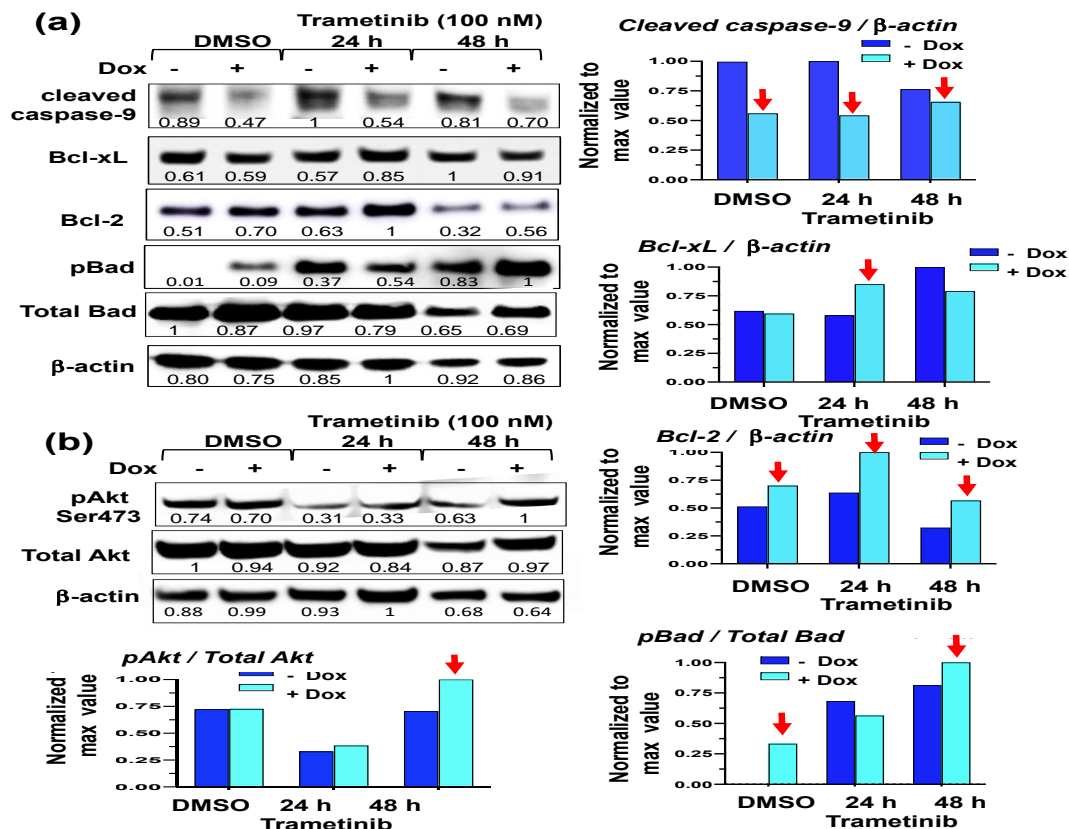 (a)
Trametinib (100 nM)
DMSO 24 h 48 h
Dox - + - + - +
cleaved caspase-9
0.89 0.47 1 0.54 0.81 0.70
Bcl-xL
0.61 0.59 0.57 0.85 1 0.91
Bcl-2
0.51 0.70 0.63 1 0.32 0.56
pBad
0.01 0.09 0.37 0.54 0.83 1
Total Bad
1 0.87 0.97 0.79 0.65 0.69
β-actin
0.80 0.75 0.85 1 0.92 0.86
Cleaved caspase-9 / β-actin
- Dox
+ Dox
Normalized to
max value
1.00
0.75
0.50
0.25
0.00
DMSO 24 h 48 h
Trametinib
Bcl-xL / β-actin
- Dox
+ Dox
Normalized to
max value
1.00
0.75
0.50
0.25
0.00
DMSO 24 h 48 h
Trametinib
(b)
Trametinib (100 nM)
DMSO 24 h 48 h
Dox - + - + - +
pAkt
Ser473
0.74 0.70 0.31 0.33 0.63 1
Total Akt
1 0.94 0.92 0.84 0.87 0.97
β-actin
0.88 0.99 0.93 1 0.68 0.64
Bcl-2 / β-actin
- Dox
+ Dox
Normalized to
max value
1.00
0.75
0.50
0.25
0.00
DMSO 24 h 48 h
Trametinib
pAkt / Total Akt
- Dox
+ Dox
Normalized
max value
1.00
0.75
0.50
0.25
0.00
DMSO 24 h 48 h
Trametinib
pBad / Total Bad
- Dox
+ Dox
Normalized to
max value
1.00
0.75
0.50
0.25
0.00
DMSO 24 h 48 h
Trametinib